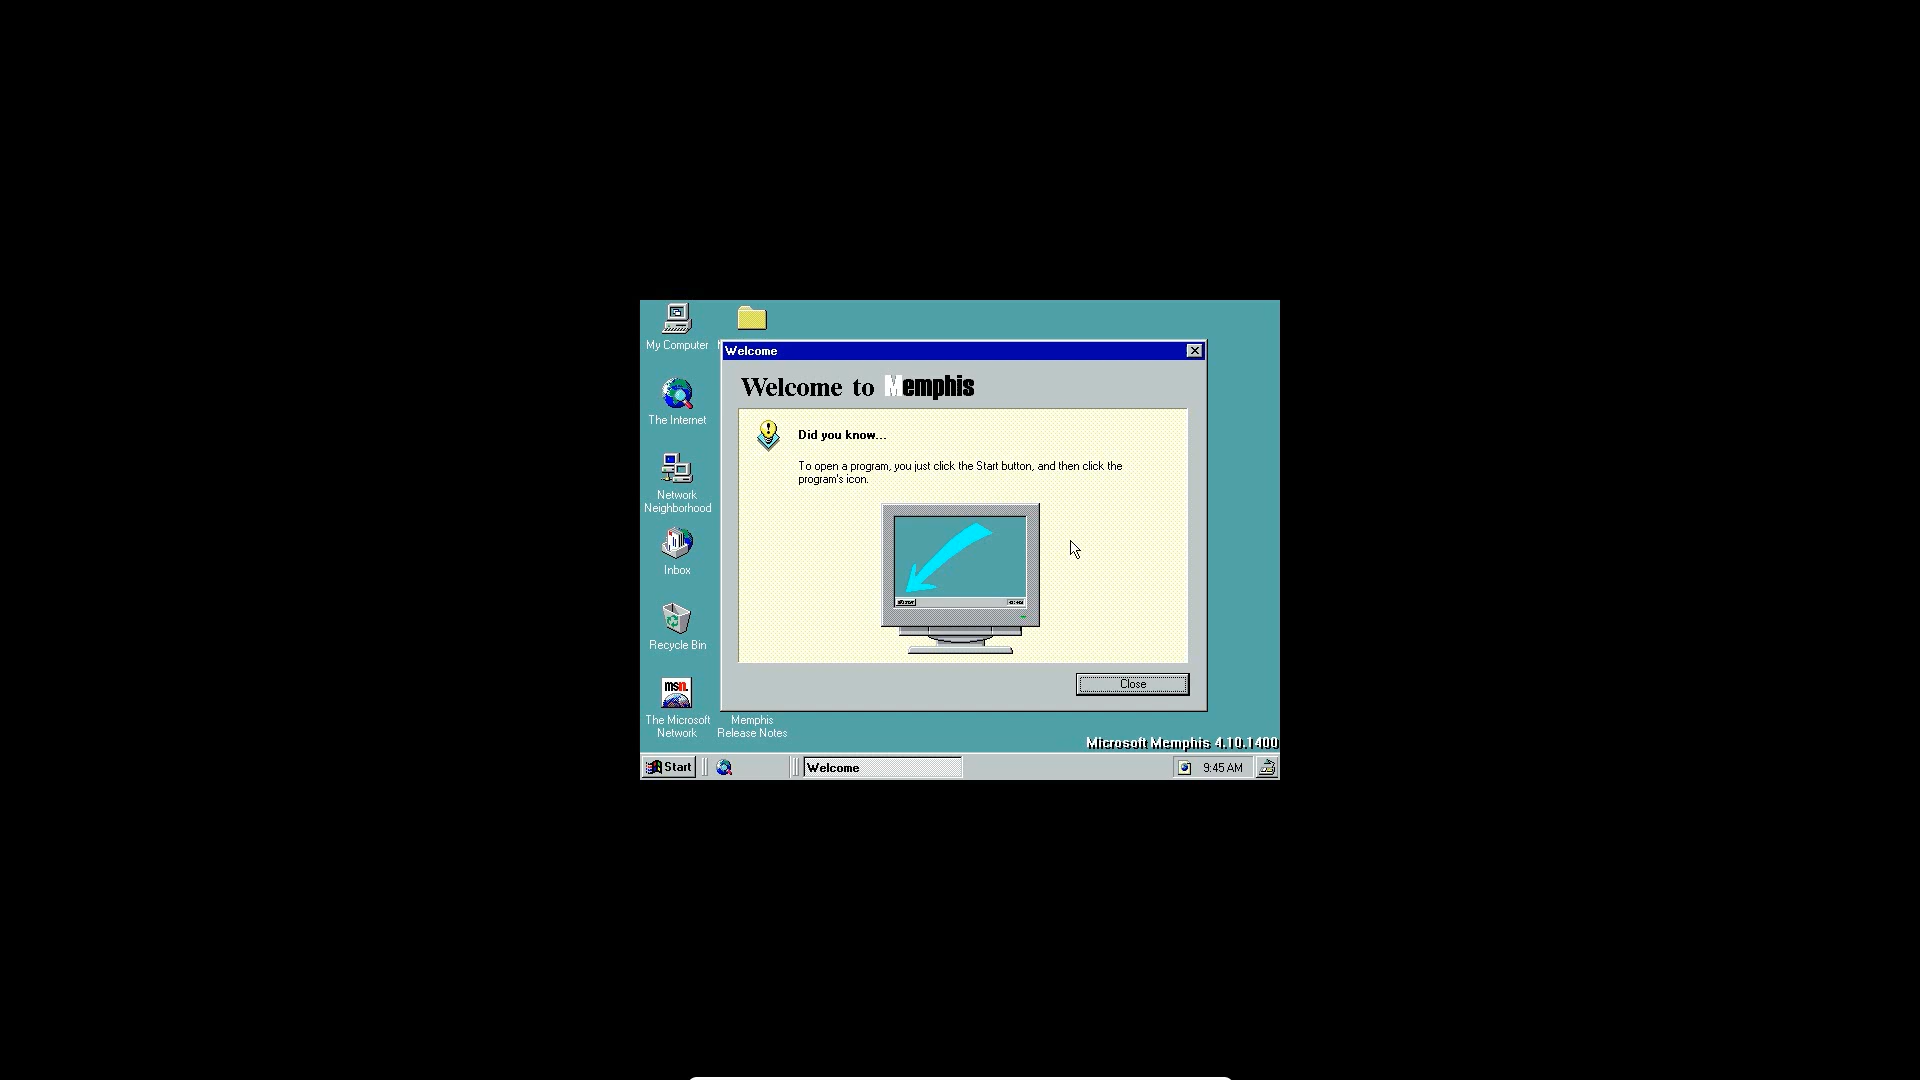 My Computer
The Internet
Network
Neighborhood
Inbox
Recycle Bin
msn.
The Microsoft
Network
Welcome
Welcome to Memphis
Did you know...
To open a program, you just click the Start button, and then click the
program's icon.
Close
Memphis
Release Notes
Microsoft Memphis 4.10.1400
Start
Welcome
9:45 AM